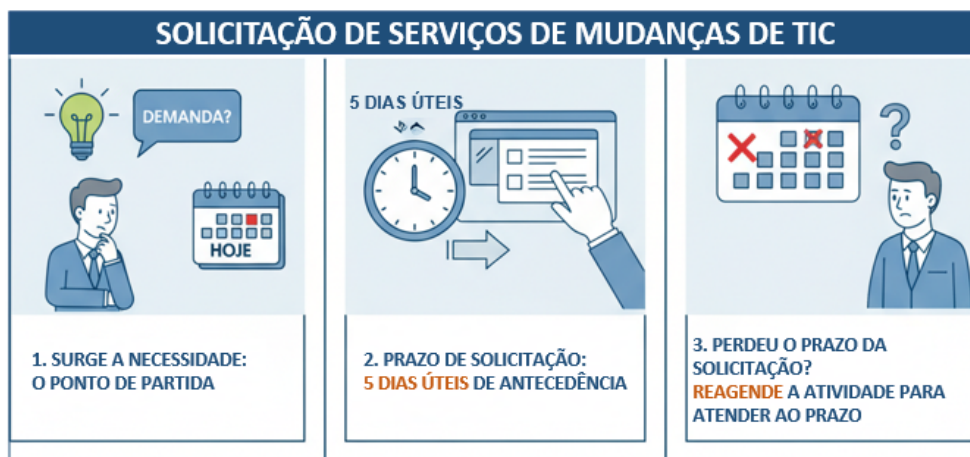 SOLICITAÇÃO DE SERVIÇOS DE MUDANÇAS DE TIC
DEMANDA?
HOJE
1. SURGE A NECESSIDADE:
O PONTO DE PARTIDA
5 DIAS ÚTEIS
2. PRAZO DE SOLICITAÇÃO:
5 DIAS ÚTEIS DE ANTECEDÊNCIA
?
3. PERDEU O PRAZO DA
SOLICITAÇÃO?
REAGENDE A ATIVIDADE PARA
ATENDER AO PRAZO